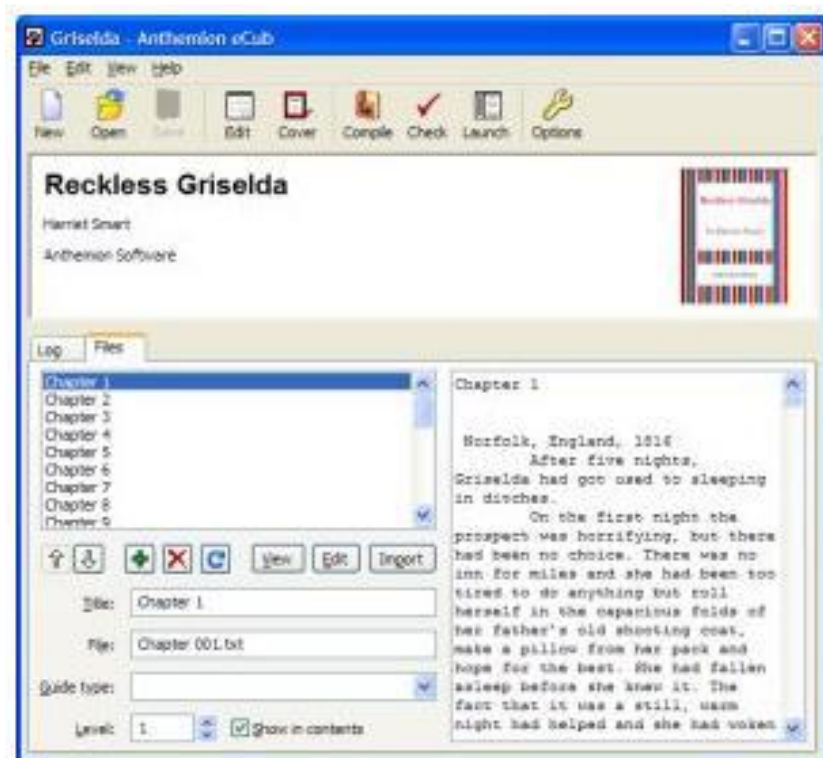 Griselda - Anthemion eCub
File Edit View Help
New Open Save Edit Cover Compile Check Launch Options
Reckless Griselda
Harriet Smart
Anthemion Software
Reckless Griselda
Log Files
Chapter 1
Chapter 2
Chapter 3
Chapter 4
Chapter 5
Chapter 6
Chapter 7
Chapter 8
Chapter 9
View Edit Import
Title: Chapter 1
File: Chapter 001.txt
Guide type:
Level: 1 Show in contents
Chapter 1
Norfolk, England, 1816
After five nights,
Griselda had got used to sleeping
in ditches.
On the first night the
prospect was horrifying, but there
had been no choice. There was no
inn for miles and she had been too
tired to do anything but roll
herself in the capacious folds of
her father's old shooting coat,
make a pillow from her pack and
hope for the best. She had fallen
asleep before she knew it. The
fact that it was a still, warm
night had helped and she had woken